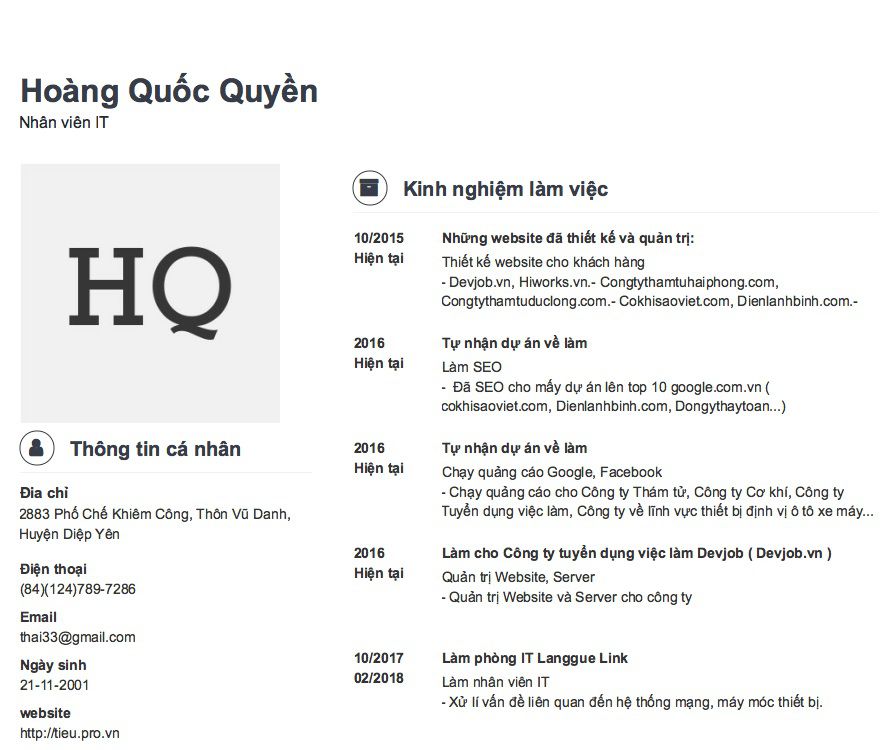 Hoàng Quốc Quyền
Nhân viên IT
HQ
Thông tin cá nhân
Đia chỉ
2883 Phố Chế Khiêm Công, Thôn Vũ Danh,
Huyện Diệp Yên
Điện thoại
(84)(124)789-7286
Email
thai33@gmail.com
Ngày sinh
21-11-2001
website
http://tieu.pro.vn
Kinh nghiệm làm việc
10/2015 Những website đã thiết kế và quản trị:
Hiện tại Thiết kế website cho khách hàng
- Devjob.vn, Hiworks.vn.- Congtythamtuhaiphong.com,
Congtythamtuduclong.com.- Cokhisaoviet.com, Dienlanhbinh.com.-
2016 Tự nhận dự án về làm
Hiện tại Làm SEO
- Đã SEO cho mấy dự án lên top 10 google.com.vn (
cokhisaoviet.com, Dienlanhbinh.com, Dongythaytoan...)
2016 Tự nhận dự án về làm
Hiện tại Chạy quảng cáo Google, Facebook
- Chạy quảng cáo cho Công ty Thám tử, Công ty Cơ khí, Công ty
Tuyển dụng việc làm, Công ty về lĩnh vực thiết bị định vị ô tô xe máy...
2016 Làm cho Công ty tuyển dụng việc làm Devjob ( Devjob.vn )
Hiện tại Quản trị Website, Server
- Quản trị Website và Server cho công ty
10/2017 Làm phòng IT Langgue Link
02/2018 Làm nhân viên IT
- Xử lí vấn đề liên quan đến hệ thống mạng, máy móc thiết bị.